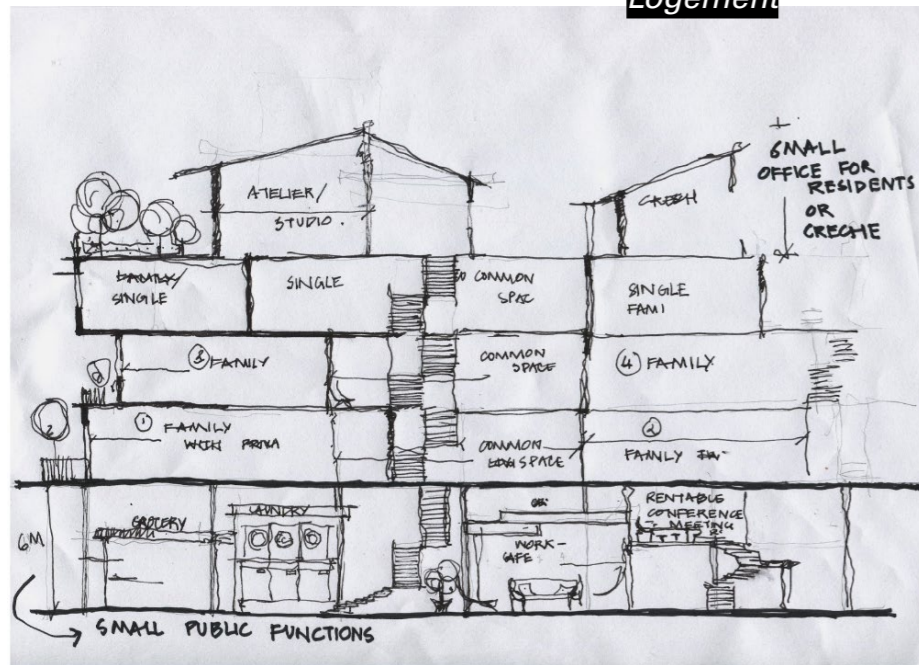 Logement
SMALL
OFFICE FOR
RESIDENTS
OR
CRECHE
ATELIER/
STUDIO.
SINGLE
SINGLE
COMMON
SPAC
SINGLE
FAMI
③ FAMILY
COMMON
SPACE
④ FAMILY
① FAMILY
COMMON
SPACE
② FAMILY
6M
GROCERY
LAUNDRY
WORK-
CAFE
RENTABLE
CONFERENCE
MEETING
SMALL PUBLIC FUNCTIONS